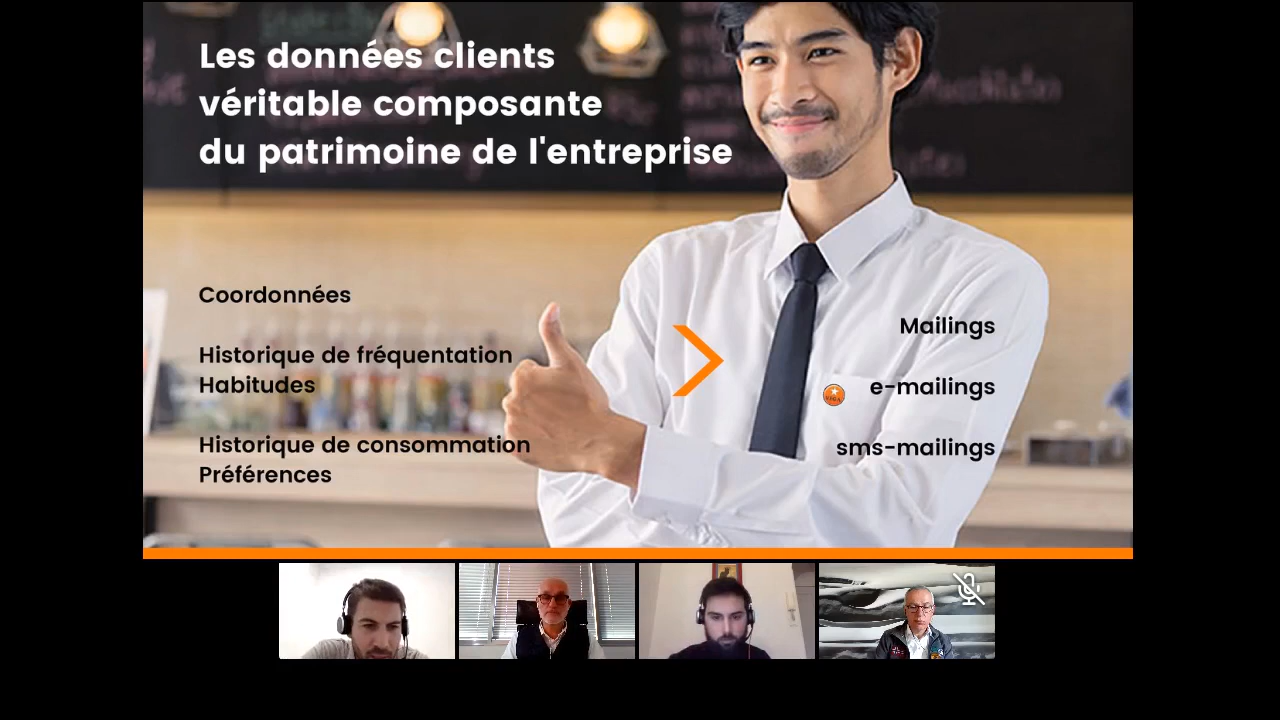 Les données clients
véritable composante
du patrimoine de l'entreprise
Coordonnées
Historique de fréquentation
Habitudes
Historique de consommation
Préférences
Mailings
e-mailings
sms-mailings